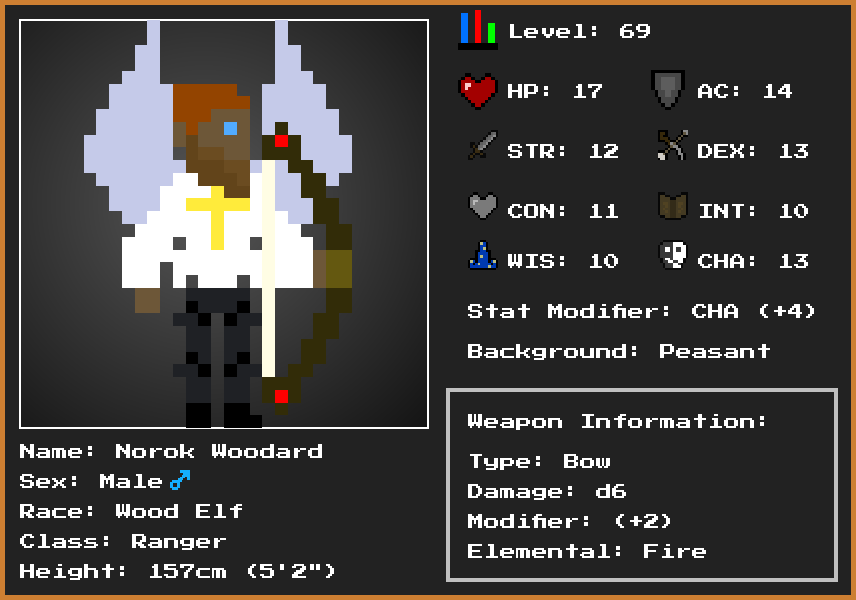 Level: 69
HP: 17
AC: 14
STR: 12
DEX: 13
CON: 11
INT: 10
WIS: 10
CHA: 13
Stat Modifier: CHA (+4)
Background: Peasant
Weapon Information:
Type: Bow
Damage: d6
Modifier: (+2)
Elemental: Fire
Name: Norok Woodard
Sex: Male ♂
Race: Wood Elf
Class: Ranger
Height: 157cm (5'2")